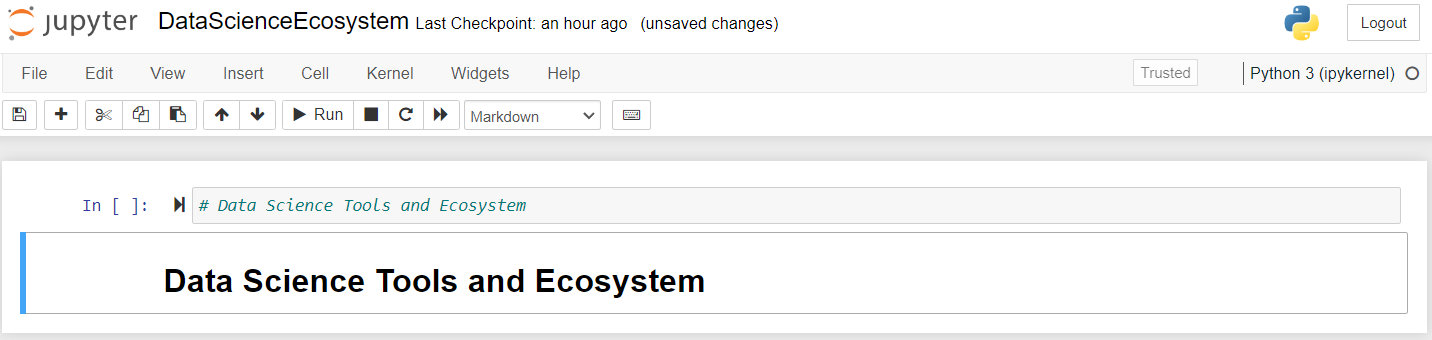 jupyter DataScienceEcosystem Last Checkpoint: an hour ago (unsaved changes) Logout
File Edit View Insert Cell Kernel Widgets Help Trusted Python 3 (ipykernel)
Run Markdown
In [ ]: # Data Science Tools and Ecosystem
Data Science Tools and Ecosystem